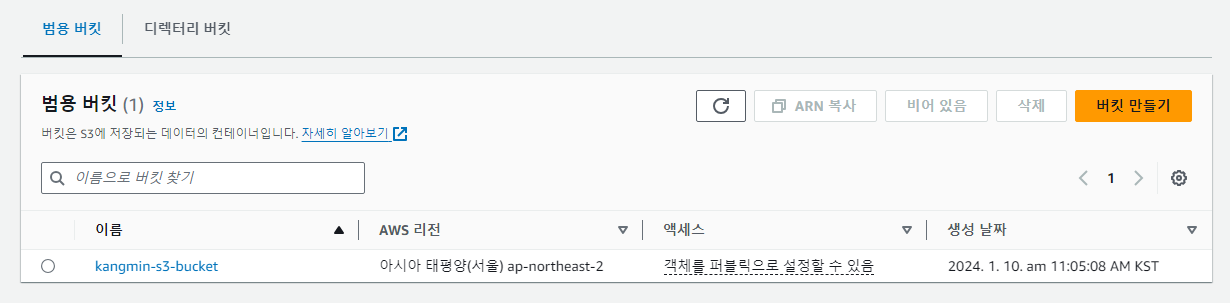 범용 버킷 디렉터리 버킷
범용 버킷 (1) 정보
버킷은 S3에 저장되는 데이터의 컨테이너입니다. 자세히 알아보기
ARN 복사 비어 있음 삭제 버킷 만들기
이름으로 버킷 찾기
1
이름 AWS 리전 액세스 생성 날짜
kangmin-s3-bucket 아시아 태평양(서울) ap-northeast-2 객체를 퍼블릭으로 설정할 수 있음 2024. 1. 10. am 11:05:08 AM KST